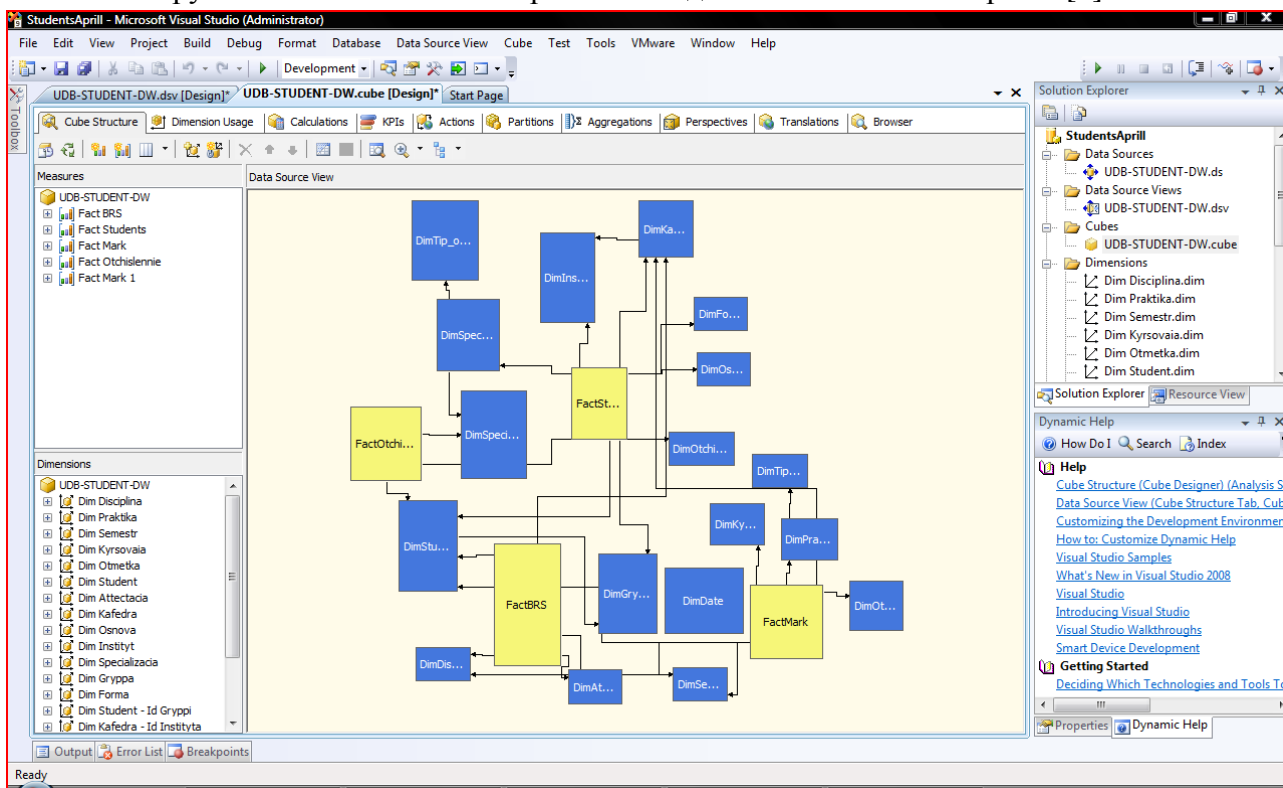 StudentsAprill - Microsoft Visual Studio (Administrator)
File Edit View Project Build Debug Format Database Data Source View Cube Test Tools VMware Window Help
Development
Toolbox
UDB-STUDENT-DW.dsv [Design]* UDB-STUDENT-DW.cube [Design]* Start Page
Cube Structure Dimension Usage Calculations KPIs Actions Partitions Aggregations Perspectives Translations Browser
Measures
UDB-STUDENT-DW
Fact BRS
Fact Students
Fact Mark
Fact Otchislennie
Fact Mark 1
Dimensions
UDB-STUDENT-DW
Dim Disciplina
Dim Praktika
Dim Semestr
Dim Kyrsovaia
Dim Otmetka
Dim Student
Dim Attectacia
Dim Kafedra
Dim Osnova
Dim Instityt
Dim Specializacia
Dim Gryppa
Dim Forma
Dim Student - Id Gryppi
Dim Kafedra - Id Instityta
Data Source View
DimTip_o...
DimKa...
DimIns...
DimFo...
DimSpec...
DimOs...
FactSt...
FactOtchi...
DimSpeci...
DimOtchi...
DimTip...
DimStu...
DimKy...
DimPra...
FactBRS
DimGry...
DimDate
FactMark
DimOt...
DimDis...
DimAt...
DimSe...
Solution Explorer
StudentsAprill
Data Sources
UDB-STUDENT-DW.ds
Data Source Views
UDB-STUDENT-DW.dsv
Cubes
UDB-STUDENT-DW.cube
Dimensions
Dim Disciplina.dim
Dim Praktika.dim
Dim Semestr.dim
Dim Kyrsovaia.dim
Dim Otmetka.dim
Dim Student.dim
Solution Explorer Resource View
Dynamic Help
How Do I Search Index
Help
Cube Structure (Cube Designer) (Analysis S
Data Source View (Cube Structure Tab, Cub
Customizing the Development Environmen
How to: Customize Dynamic Help
Visual Studio Samples
What's New in Visual Studio 2008
Visual Studio
Introducing Visual Studio
Visual Studio Walkthroughs
Smart Device Development
Getting Started
Deciding Which Technologies and Tools To
Properties Dynamic Help
Output Error List Breakpoints
Ready